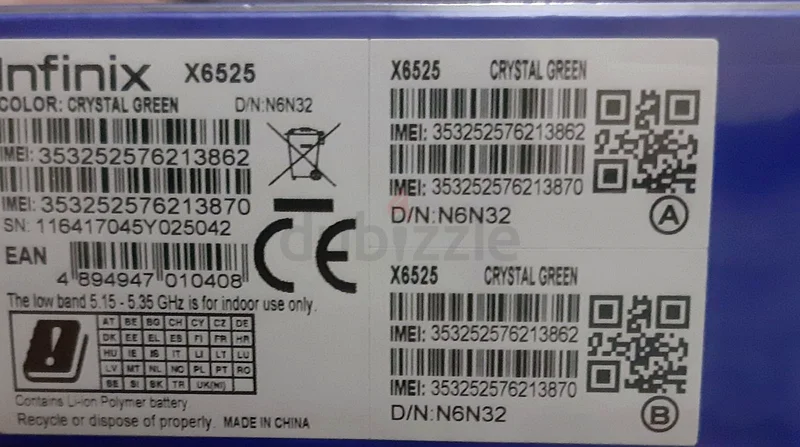 Infinix X6525
COLOR: CRYSTAL GREEN D/N:N6N32
IMEI: 353252576213862
IMEI: 353252576213870
SN: 116417045Y025042
EAN
4 894947 010408
The low band 5.15 - 5.35 GHz is for indoor use only.
AT BE BG CH CY CZ DE
DK EE EL ES FI FR HR
HU IE IS IT LI LT LU
LV MT NL NO PL PT RO
SE SI SK TR UK(NI)
Contains Li-ion Polymer battery.
Recycle or dispose of properly. MADE IN CHINA
CE
X6525 CRYSTAL GREEN
IMEI: 353252576213862
IMEI: 353252576213870
D/N:N6N32
A
X6525 CRYSTAL GREEN
IMEI: 353252576213862
IMEI: 353252576213870
D/N:N6N32
B
dubizzle